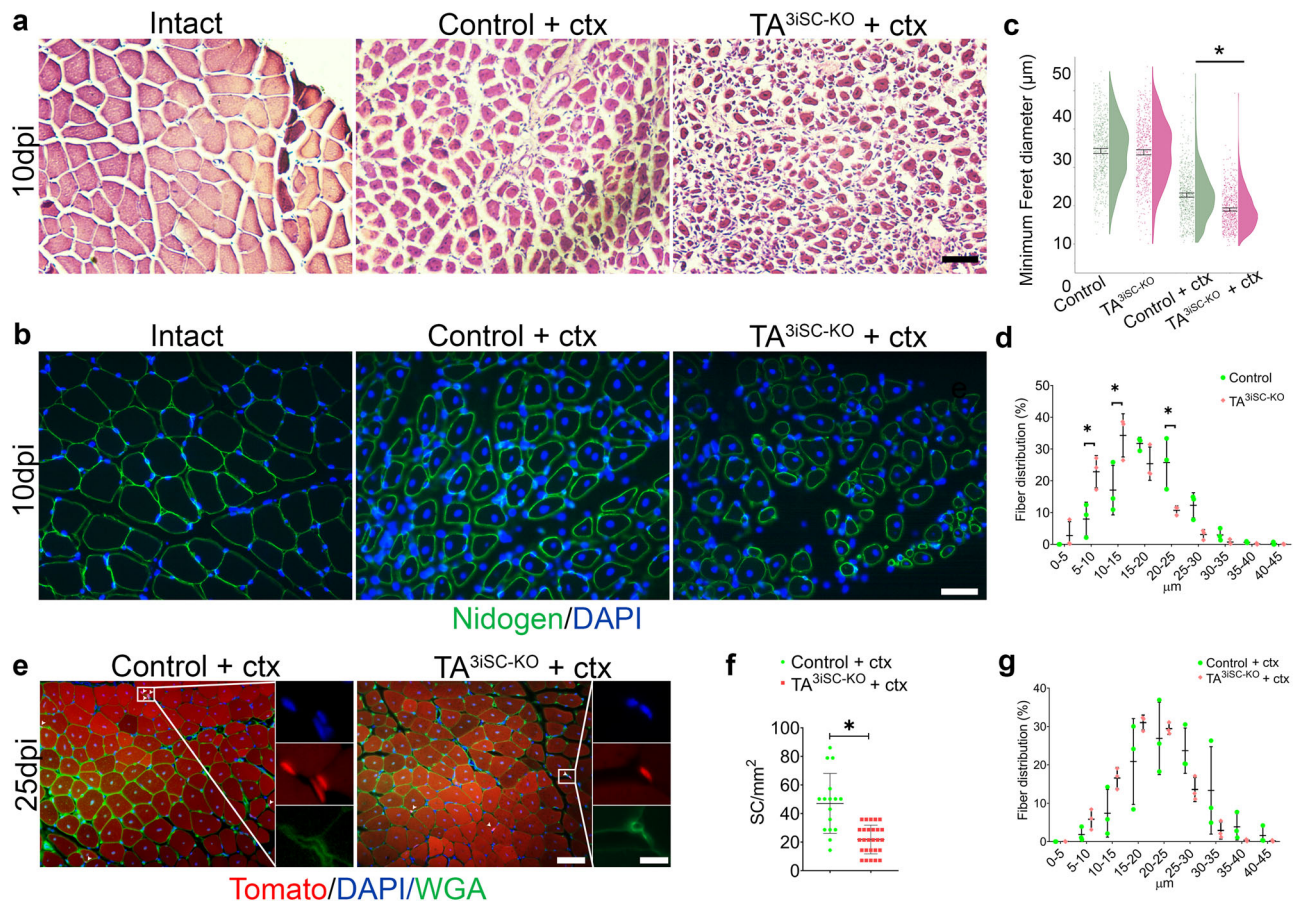 a
Intact
Control + ctx
TA3iSC-KO + ctx
10dpi
c
Minimum Feret diameter (µm)
50
40
30
20
10
0
*
Control
TA3iSC-KO
Control + ctx
TA3iSC-KO + ctx
b
Intact
Control + ctx
TA3iSC-KO + ctx
10dpi
e
Nidogen/DAPI
d
Fiber distribution (%)
50
40
30
20
10
0
* * *
Control
TA3iSC-KO
0-5
5-10
10-15
15-20
20-25
25-30
30-35
35-40
40-45
µm
e
Control + ctx
TA3iSC-KO + ctx
25dpi
Tomato/DAPI/WGA
f
Control + ctx
TA3iSC-KO + ctx
SC/mm2
100
80
60
40
20
0
*
g
Control + ctx
TA3iSC-KO + ctx
Fiber distribution (%)
40
30
20
10
0
0-5
5-10
10-15
15-20
20-25
25-30
30-35
35-40
40-45
µm